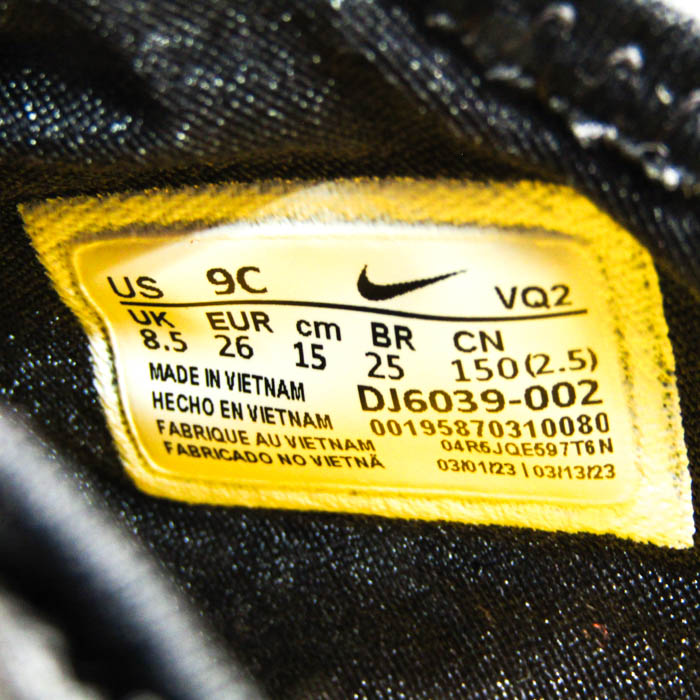 US 9C VQ2
UK EUR cm BR CN
8.5 26 15 25 150(2.5)
MADE IN VIETNAM
HECHO EN VIETNAM
FABRIQUE AU VIETNAM
FABRICADO NO VIETNÃ
DJ6039-002
00195870310080
04R5JQE597T6N
03/01/23 | 03/13/23